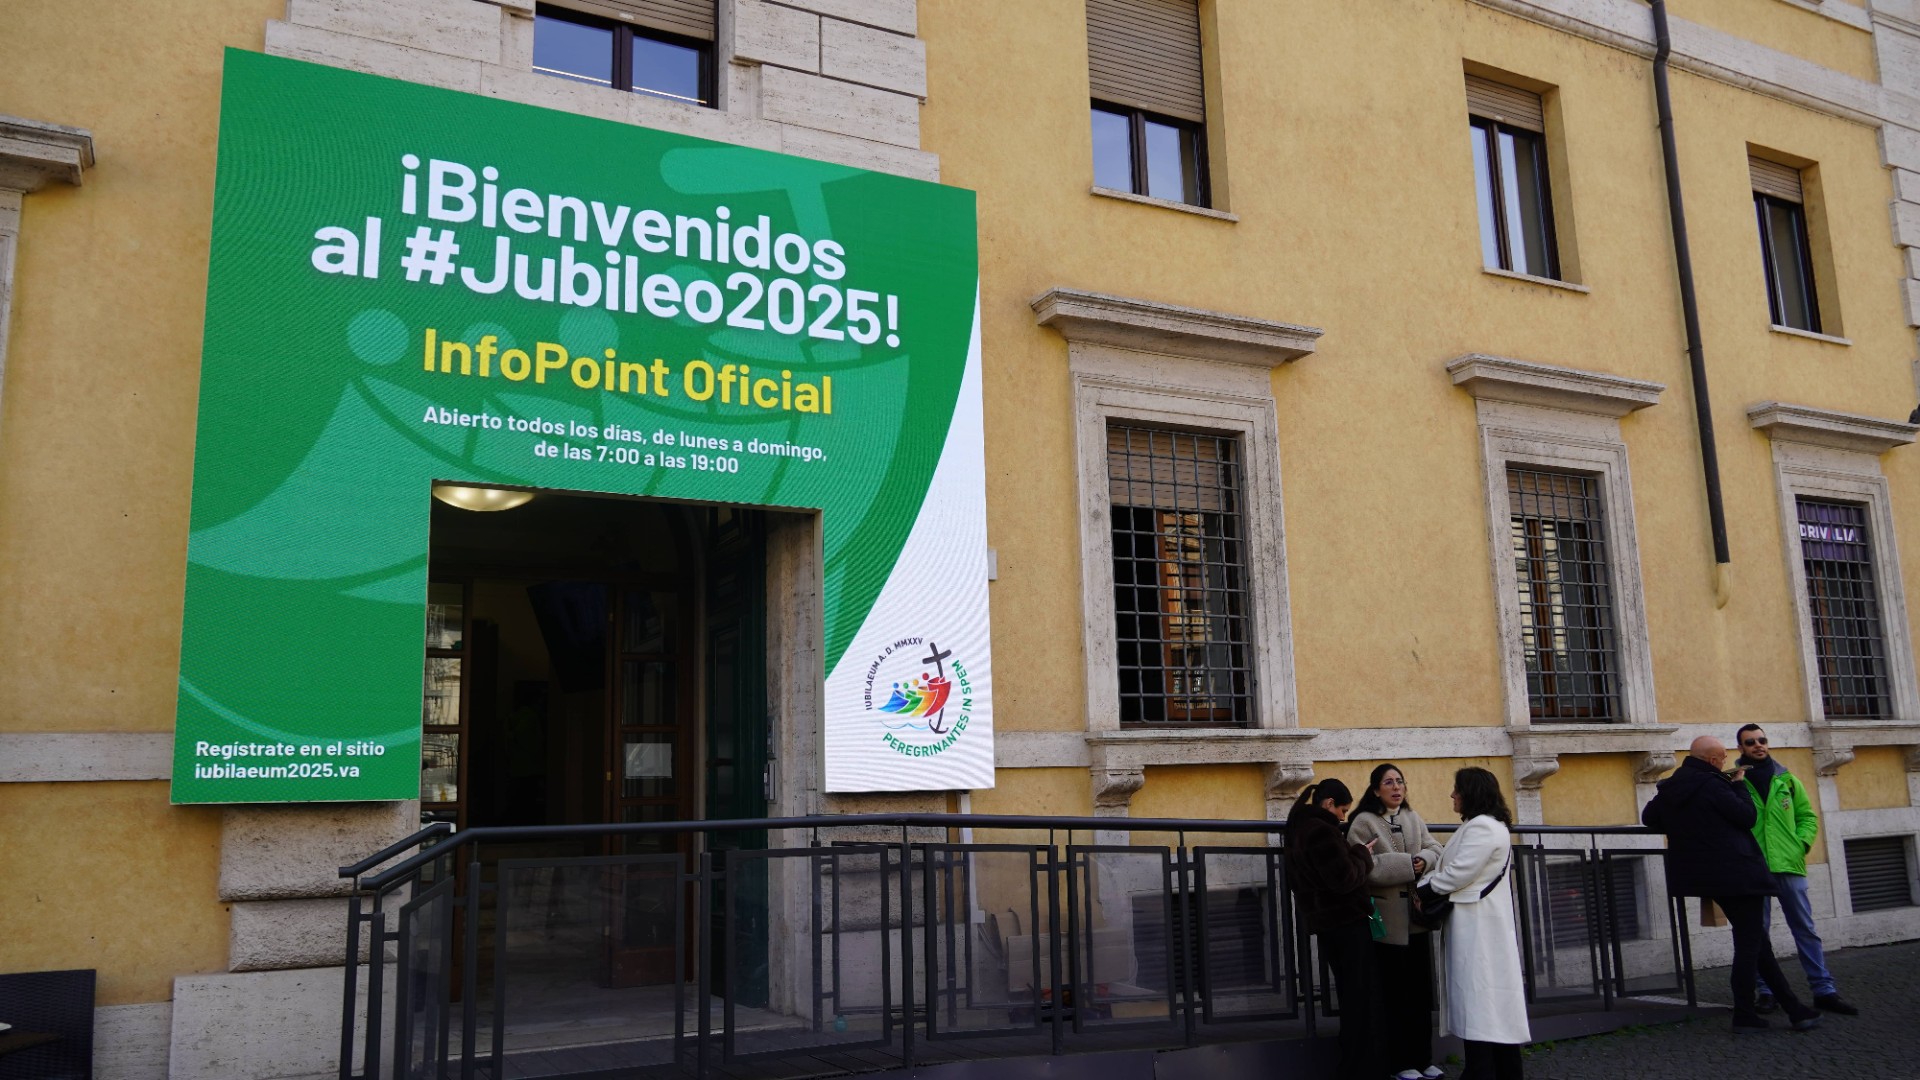 ¡Bienvenidos
al #Jubileo2025!
InfoPoint Oficial
Abierto todos los días, de lunes a domingo,
de las 7:00 a las 19:00
Regístrate en el sitio
iubilaeum2025.va
IUBILAEUM A. D. MMXXV
PEREGRINANTES IN SPEM
DRIVALIA